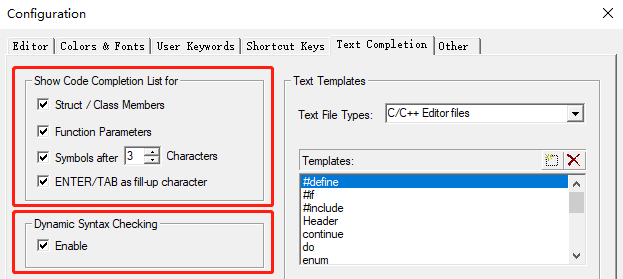 Configuration
Editor Colors & Fonts User Keywords Shortcut Keys Text Completion Other
Show Code Completion List for
Struct / Class Members
Function Parameters
Symbols after 3 Characters
ENTER/TAB as fill-up character
Dynamic Syntax Checking
Enable
Text Templates
Text File Types: C/C++ Editor files
Templates:
#define
#if
#include
Header
continue
do
enum